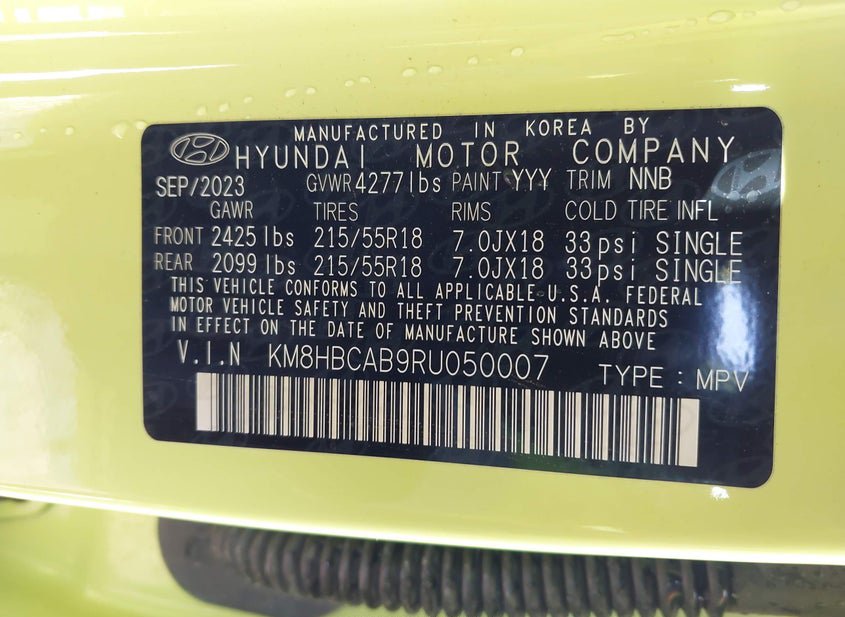 MANUFACTURED IN KOREA BY
HYUNDAI MOTOR COMPANY
SEP/2023 GVWR 4277lbs PAINT YYY TRIM NNB
GAWR TIRES RIMS COLD TIRE INFL
FRONT 2425 lbs 215/55R18 7.0JX18 33psi SINGLE
REAR 2099 lbs 215/55R18 7.0JX18 33psi SINGLE
THIS VEHICLE CONFORMS TO ALL APPLICABLE U.S.A. FEDERAL
MOTOR VEHICLE SAFETY AND THEFT PREVENTION STANDARDS
IN EFFECT ON THE DATE OF MANUFACTURE SHOWN ABOVE
V.I.N KM8HBCAB9RU050007 TYPE : MPV